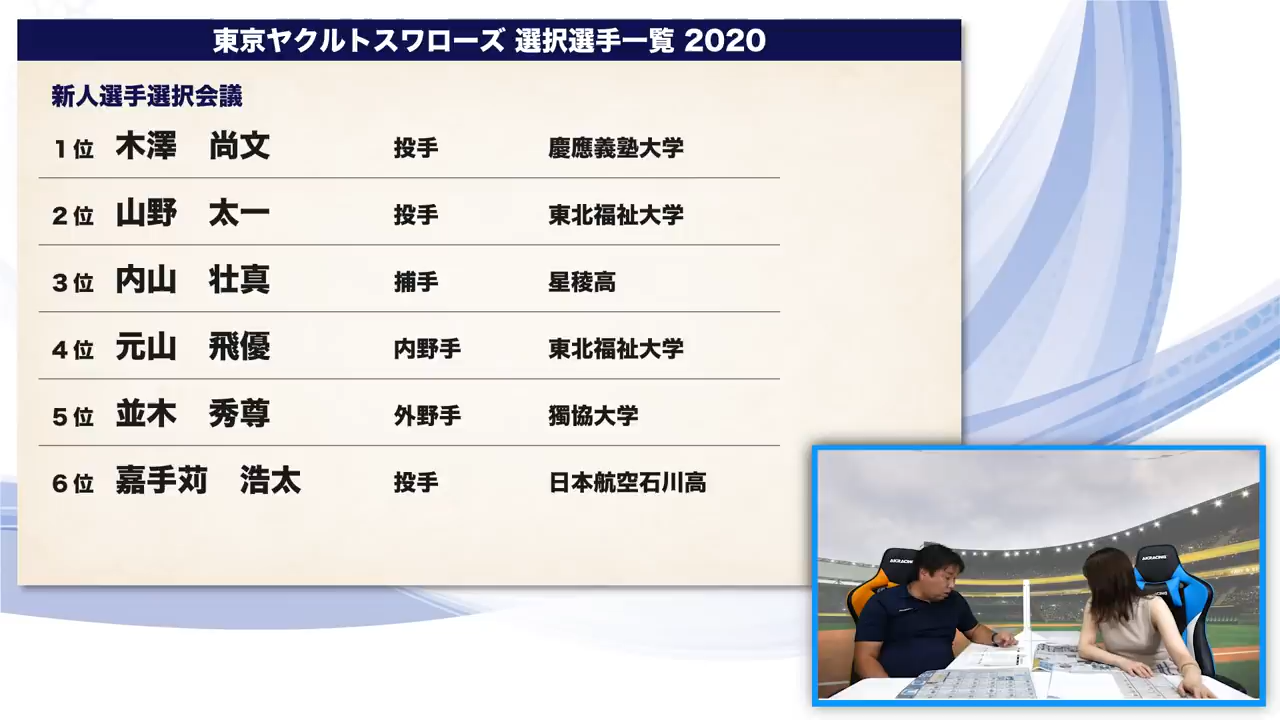 東京ヤクルトスワローズ 選択選手一覧 2020
新人選手選択会議
1位 木澤 尚文 投手 慶應義塾大学
2位 山野 太一 投手 東北福祉大学
3位 内山 壮真 捕手 星稜高
4位 元山 飛優 内野手 東北福祉大学
5位 並木 秀尊 外野手 獨協大学
6位 嘉手苅 浩太 投手 日本航空石川高
AKRACING
AKRACING